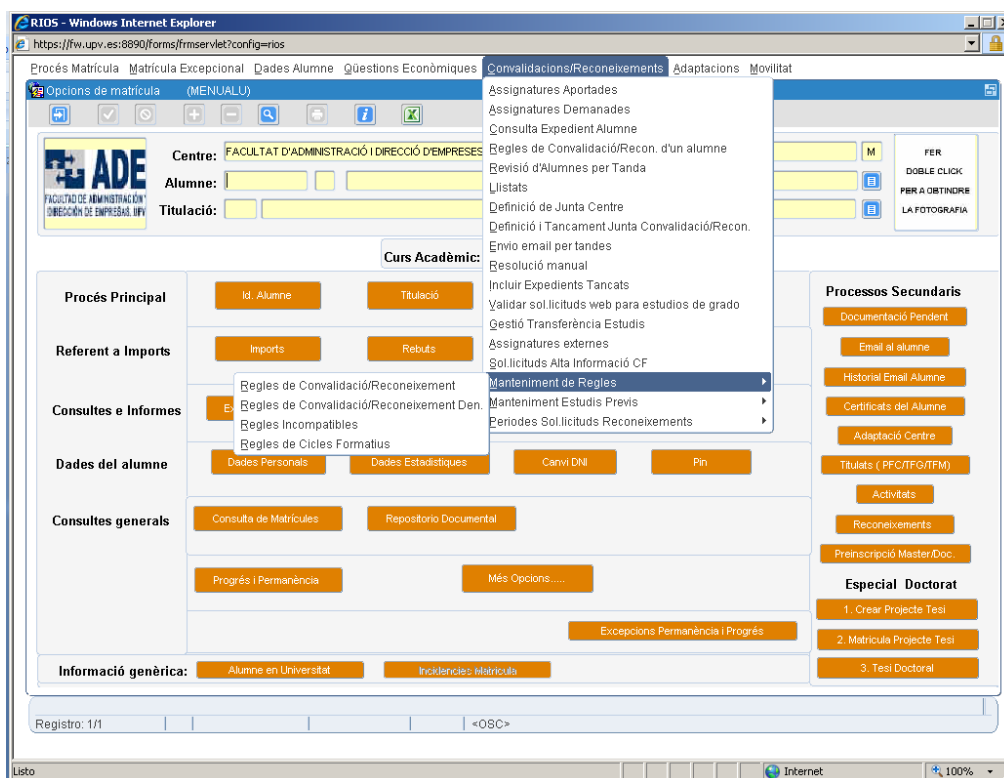 RIOS - Windows Internet Explorer
https://fw.upv.es:8890/forms/frmservlet?config=rios
Procés Matrícula Matrícula Excepcional Dades Alumne Qüestions Econòmiques Convalidacions/Reconeixements Adaptacions Movilitat
Opcions de matrícula (MENUALU)
ADE
FACULTAD DE ADMINISTRACIÓN Y
DIRECCIÓN DE EMPRESAS. UPV
Centre: FACULTAT D'ADMINISTRACIÓ I DIRECCIÓ D'EMPRESES
M
Alumne:
Titulació:
FER
DOBLE CLICK
PER A OBTINDRE
LA FOTOGRAFIA
Curs Acadèmic:
Assignatures Aportades
Assignatures Demanades
Consulta Expedient Alumne
Regles de Convalidació/Recon. d'un alumne
Revisió d'Alumnes per Tanda
Llistats
Definició de Junta Centre
Definició i Tancament Junta Convalidació/Recon.
Envio email per tandes
Resolució manual
Incluir Expedients Tancats
Validar sol.licituds web para estudios de grado
Gestió Transferència Estudis
Assignatures externes
Sol.licituds Alta Informació CF
Manteniment de Regles
Manteniment Estudis Previs
Periodes Sol.licituds Reconeixements
Regles de Convalidació/Reconeixement
Regles de Convalidació/Reconeixement Den.
Regles Incompatibles
Regles de Cicles Formatius
Procés Principal
Id. Alumne
Titulació
Referent a Imports
Imports
Rebuts
Consultes e Informes
Dades del alumne
Dades Personals
Dades Estadistiques
Canvi DNI
Pin
Consultes generals
Consulta de Matrícules
Repositorio Documental
Progrés i Permanència
Més Opcions.....
Excepcions Permanència i Progrés
Informació genèrica:
Alumne en Universitat
Incidencies Matricula
Processos Secundaris
Documentació Pendent
Email al alumne
Historial Email Alumne
Certificats del Alumne
Adaptació Centre
Titulats ( PFC/TFG/TFM)
Activitats
Reconeixements
Preinscripció Master/Doc.
Especial Doctorat
1. Crear Projecte Tesi
2. Matricula Projecte Tesi
3. Tesi Doctoral
Registro: 1/1
<OSC>
Listo
Internet
100%